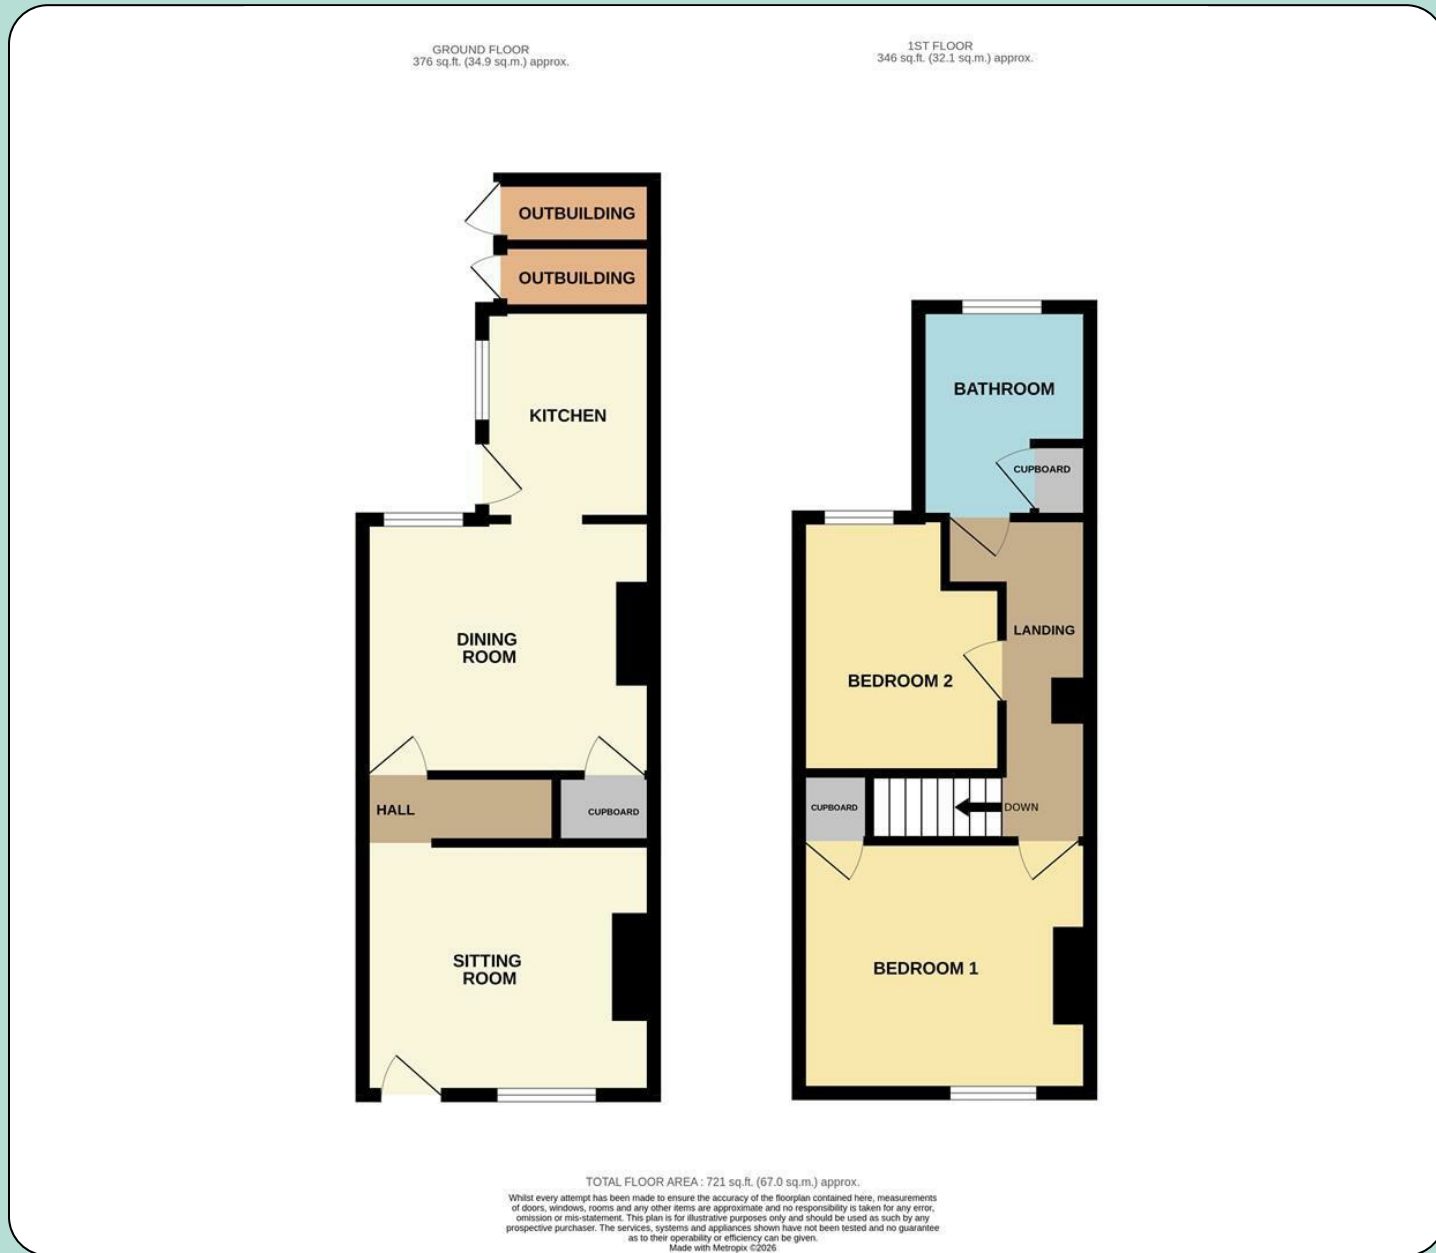 GROUND FLOOR
376 sq.ft. (34.9 sq.m.) approx.
1ST FLOOR
346 sq.ft. (32.1 sq.m.) approx.
OUTBUILDING
OUTBUILDING
KITCHEN
DINING
ROOM
HALL
CUPBOARD
SITTING
ROOM
BATHROOM
CUPBOARD
LANDING
BEDROOM 2
CUPBOARD
DOWN
BEDROOM 1
TOTAL FLOOR AREA : 721 sq.ft. (67.0 sq.m.) approx.
Whilst every attempt has been made to ensure the accuracy of the floorplan contained here, measurements
of doors, windows, rooms and any other items are approximate and no responsibility is taken for any error,
omission or mis-statement. This plan is for illustrative purposes only and should be used as such by any
prospective purchaser. The services, systems and appliances shown have not been tested and no guarantee
as to their operability or efficiency can be given.
Made with Metropix ©2026